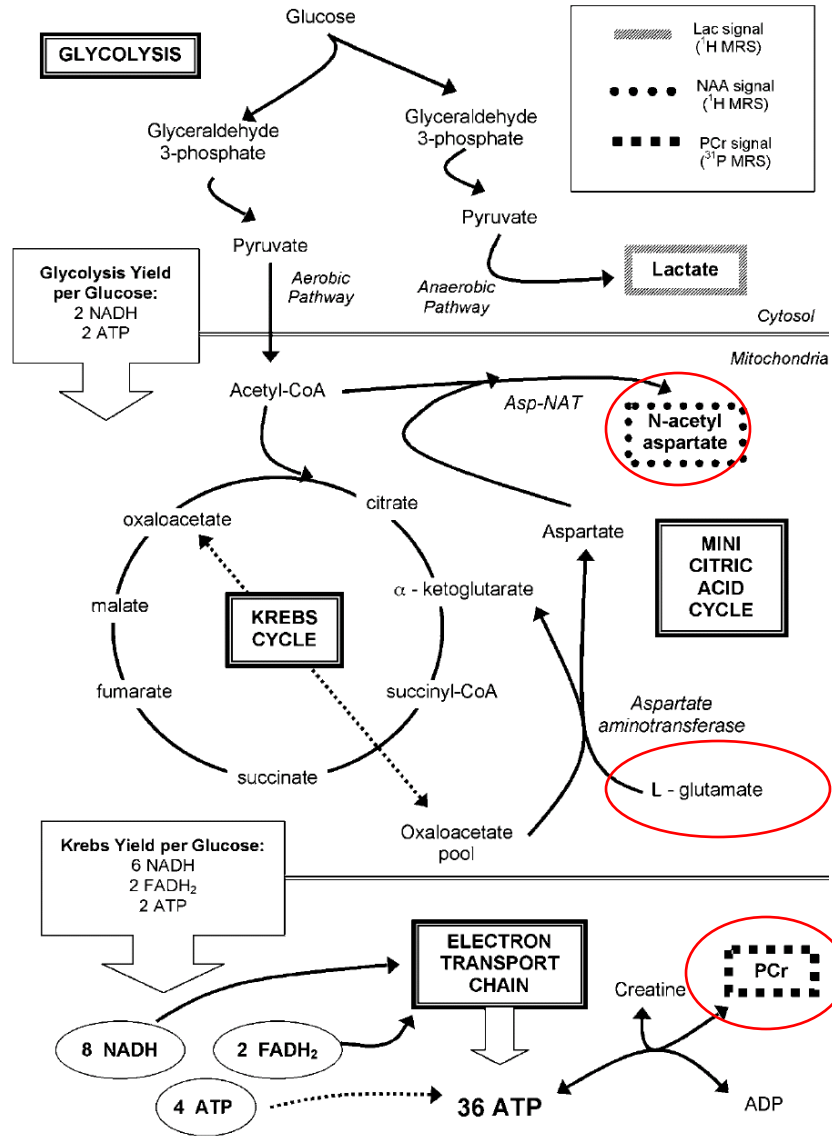 Glucose
GLYCOLYSIS
Lac signal
(¹H MRS)
NAA signal
(¹H MRS)
PCr signal
(³¹P MRS)
Glyceraldehyde
3-phosphate
Glyceraldehyde
3-phosphate
Pyruvate
Pyruvate
Aerobic
Pathway
Anaerobic
Pathway
Lactate
Glycolysis Yield
per Glucose:
2 NADH
2 ATP
Cytosol
Mitochondria
Acetyl-CoA
Asp-NAT
N-acetyl
aspartate
citrate
oxaloacetate
Aspartate
MINI
CITRIC
ACID
CYCLE
α - ketoglutarate
malate
KREBS
CYCLE
fumarate
succinyl-CoA
Aspartate
aminotransferase
succinate
L - glutamate
Oxaloacetate
pool
Krebs Yield per Glucose:
6 NADH
2 FADH₂
2 ATP
ELECTRON
TRANSPORT
CHAIN
PCr
Creatine
8 NADH
2 FADH₂
4 ATP
36 ATP
ADP